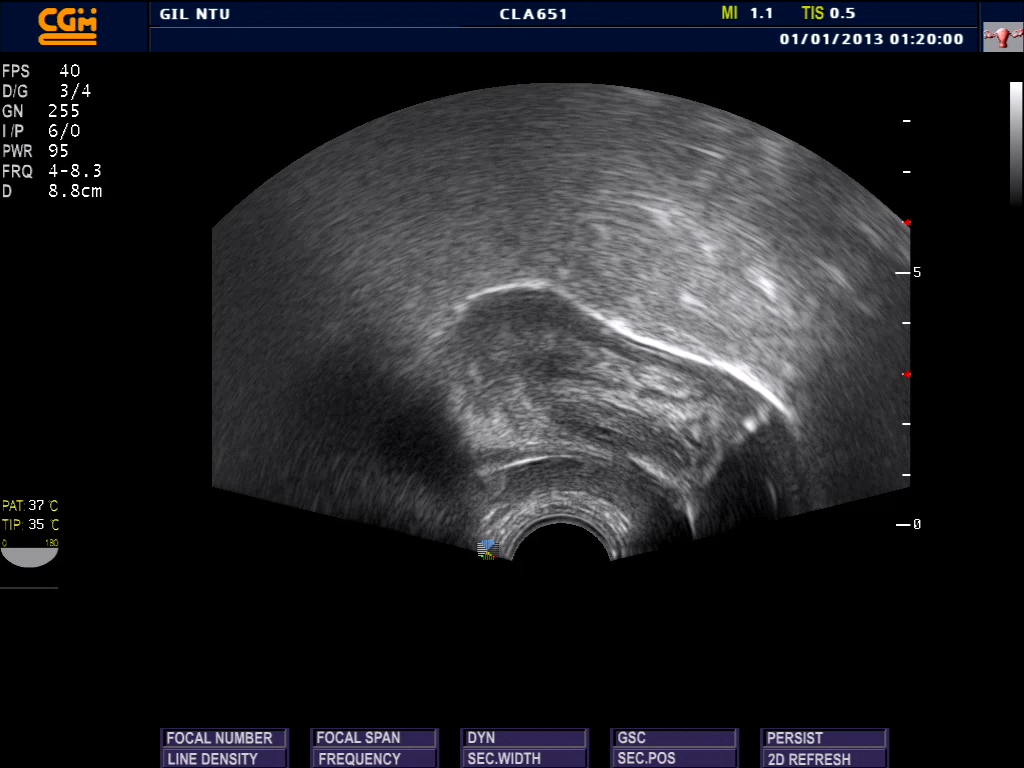 CGM
GIL NTU CLA651 MI 1.1 TIS 0.5
01/01/2013 01:20:00
FPS 40
D/G 3/4
GN 255
I/P 6/0
PWR 95
FRQ 4-8.3
D 8.8cm
5
PAT: 37 °C
TIP: 35 °C
0 180
0
FOCAL NUMBER FOCAL SPAN DYN GSC PERSIST
LINE DENSITY FREQUENCY SEC.WIDTH SEC.POS 2D REFRESH